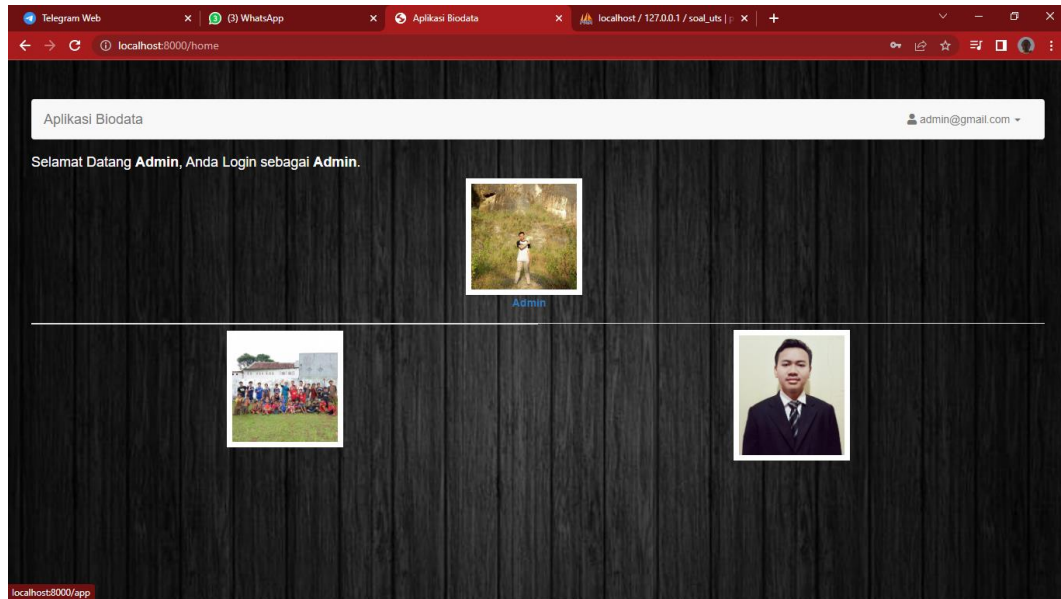 Telegram Web
(3) WhatsApp
Aplikasi Biodata
localhost / 127.0.0.1 / soal_uts |
localhost:8000/home
Aplikasi Biodata
admin@gmail.com
Selamat Datang Admin, Anda Login sebagai Admin.
Admin
localhost:8000/app